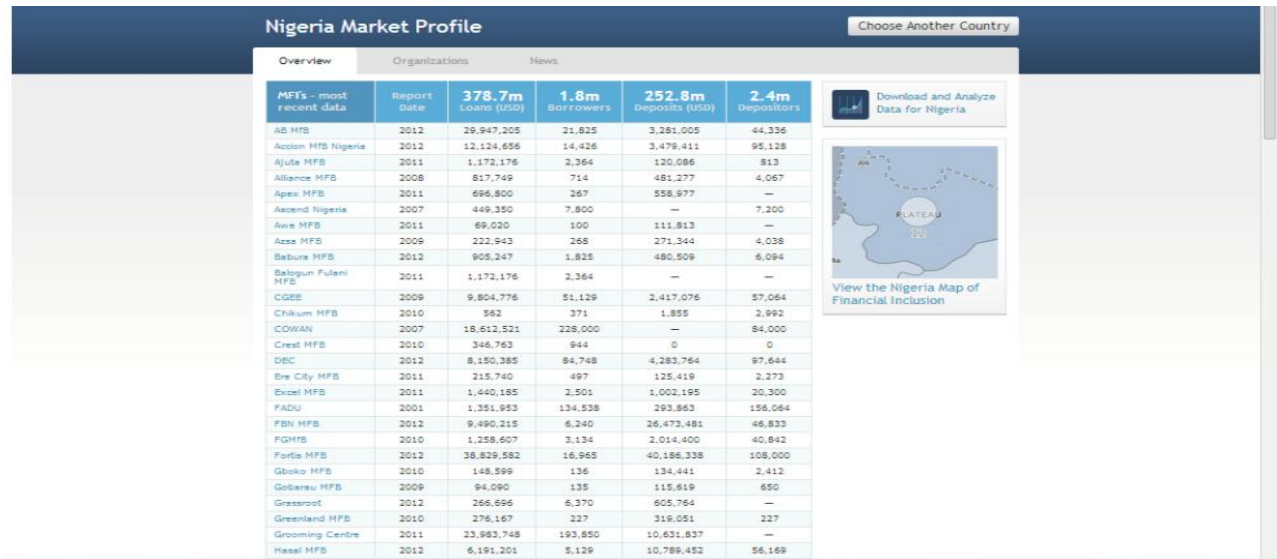 Nigeria Market Profile
Choose Another Country
Overview Organizations News
MFI's - most recent data Report Date 378.7m Loans (USD) 1.8m Borrowers 252.8m Deposits (USD) 2.4m Depositors
AB MfB 2012 29,947,205 21,825 3,281,005 44,336
Accion MfB Nigeria 2012 12,124,656 14,426 3,479,411 95,128
Ajuta MFB 2011 1,172,176 2,364 120,086 813
Alliance MFB 2008 817,749 714 481,277 4,067
Apex MFB 2011 696,800 267 558,977 —
Ascend Nigeria 2007 449,350 7,800 — 7,200
Awe MFB 2011 69,020 100 111,813 —
Azsa MFB 2009 222,943 268 271,344 4,038
Babura MFB 2012 905,247 1,825 480,509 6,094
Balogun Fulani MFB 2011 1,172,176 2,364 — —
CGEE 2009 9,804,776 51,129 2,417,076 57,064
Chikum MFB 2010 562 371 1,855 2,992
COWAN 2007 18,612,521 228,000 — 84,000
Crest MFB 2010 346,763 944 0 0
DEC 2012 8,150,385 84,748 4,283,764 97,644
Ere City MFB 2011 215,740 497 125,419 2,273
Excel MFB 2011 1,440,185 2,501 1,002,195 20,300
FADU 2001 1,351,953 134,538 293,863 156,064
FBN MFB 2012 9,490,215 6,240 26,473,481 46,833
FGMfB 2010 1,258,607 3,134 2,014,400 40,842
Fortis MFB 2012 38,829,582 16,965 40,186,338 108,000
Gboko MFB 2010 148,599 136 134,441 2,412
Gobarau MFB 2009 94,090 135 115,619 650
Grassroot 2012 266,696 6,370 605,764 —
Greenland MFB 2010 276,167 227 319,051 227
Grooming Centre 2011 23,983,748 193,850 10,631,837 —
Hasal MFB 2012 6,191,201 5,129 10,789,452 56,169
Download and Analyze
Data for Nigeria
PLATEAU
View the Nigeria Map of
Financial Inclusion